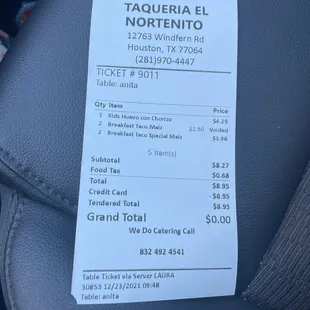 TAQUERIA EL
NORTENITO
12763 Windfern Rd
Houston, TX 77064
(281)970-4447
TICKET # 9011
Table: anita
Qty Item Price
1 Kids Huevo con Chorizo $4.29
2 Breakfast Taco Maiz $2.50 Voided
2 Breakfast Taco Special Maiz $3.98
5 item(s)
Subtotal $8.27
Food Tax $0.68
Total $8.95
Credit Card - $8.95
Tendered Total $8.95
Grand Total $0.00
We Do Catering Call
832 492 4541
Table Ticket via Server LAURA
30853 12/23/2021 09:48
Table: anita